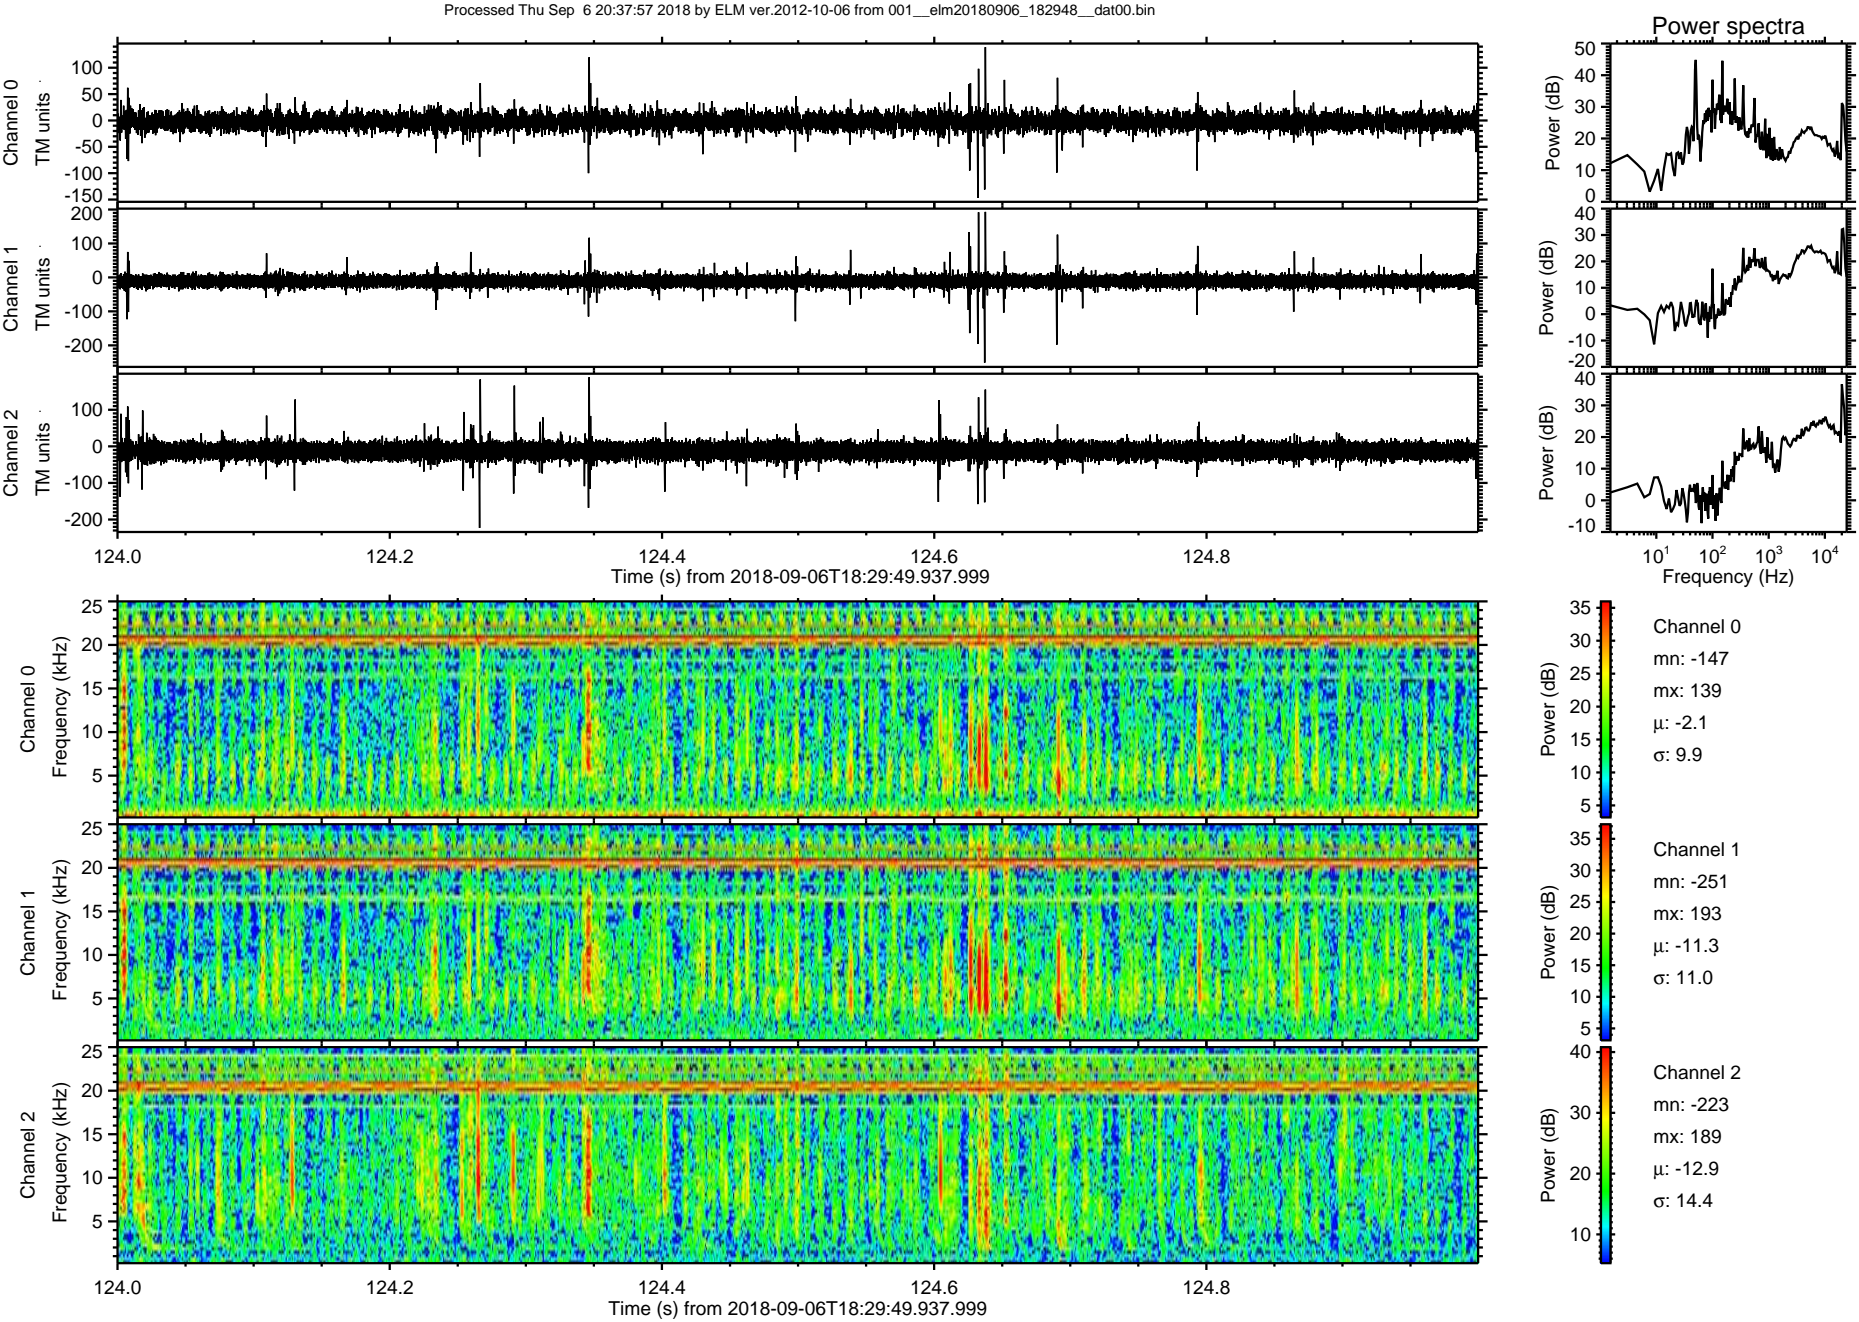 Processed Thu Sep 6 20:37:57 2018 by ELM ver.2012-10-06 from 001__elm20180906_182948__dat00.bin
Power spectra
Channel 0
TM units
100
50
0
-50
-100
-150
Power (dB)
50
40
30
20
10
0
Channel 1
TM units
200
100
0
-100
-200
Power (dB)
40
30
20
10
0
-10
-20
Channel 2
TM units
100
0
-100
-200
Power (dB)
40
30
20
10
0
-10
124.0 124.2 124.4 124.6 124.8
Time (s) from 2018-09-06T18:29:49.937.999
10¹ 10² 10³ 10⁴
Frequency (Hz)
Channel 0
Frequency (kHz)
25
20
15
10
5
Power (dB)
35
30
25
20
15
10
5
Channel 0
mn: -147
mx: 139
μ: -2.1
σ: 9.9
Channel 1
Frequency (kHz)
25
20
15
10
5
Power (dB)
35
30
25
20
15
10
5
Channel 1
mn: -251
mx: 193
μ: -11.3
σ: 11.0
Channel 2
Frequency (kHz)
25
20
15
10
5
Power (dB)
40
30
20
10
Channel 2
mn: -223
mx: 189
μ: -12.9
σ: 14.4
124.0 124.2 124.4 124.6 124.8
Time (s) from 2018-09-06T18:29:49.937.999